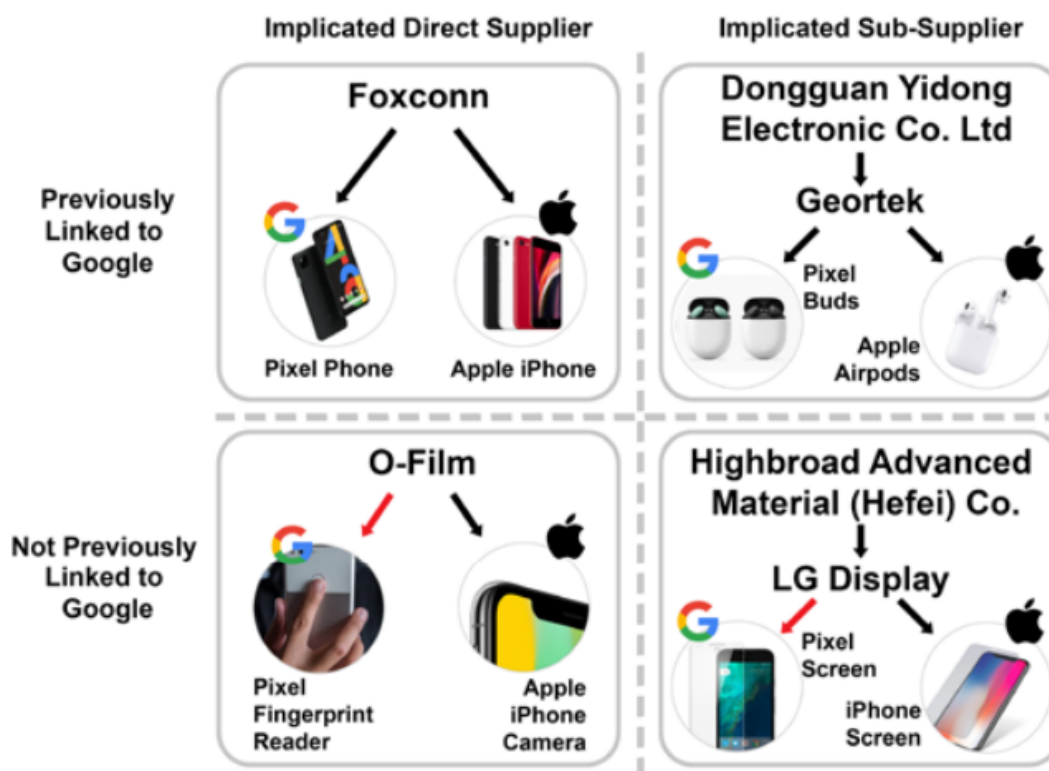 Implicated Direct Supplier
Implicated Sub-Supplier
Previously
Linked to
Google
Foxconn
Pixel Phone
Apple iPhone
Dongguan Yidong
Electronic Co. Ltd
Geortek
Pixel
Buds
Apple
Airpods
Not Previously
Linked to
Google
O-Film
Pixel
Fingerprint
Reader
Apple
iPhone
Camera
Highbroad Advanced
Material (Hefei) Co.
LG Display
Pixel
Screen
iPhone
Screen